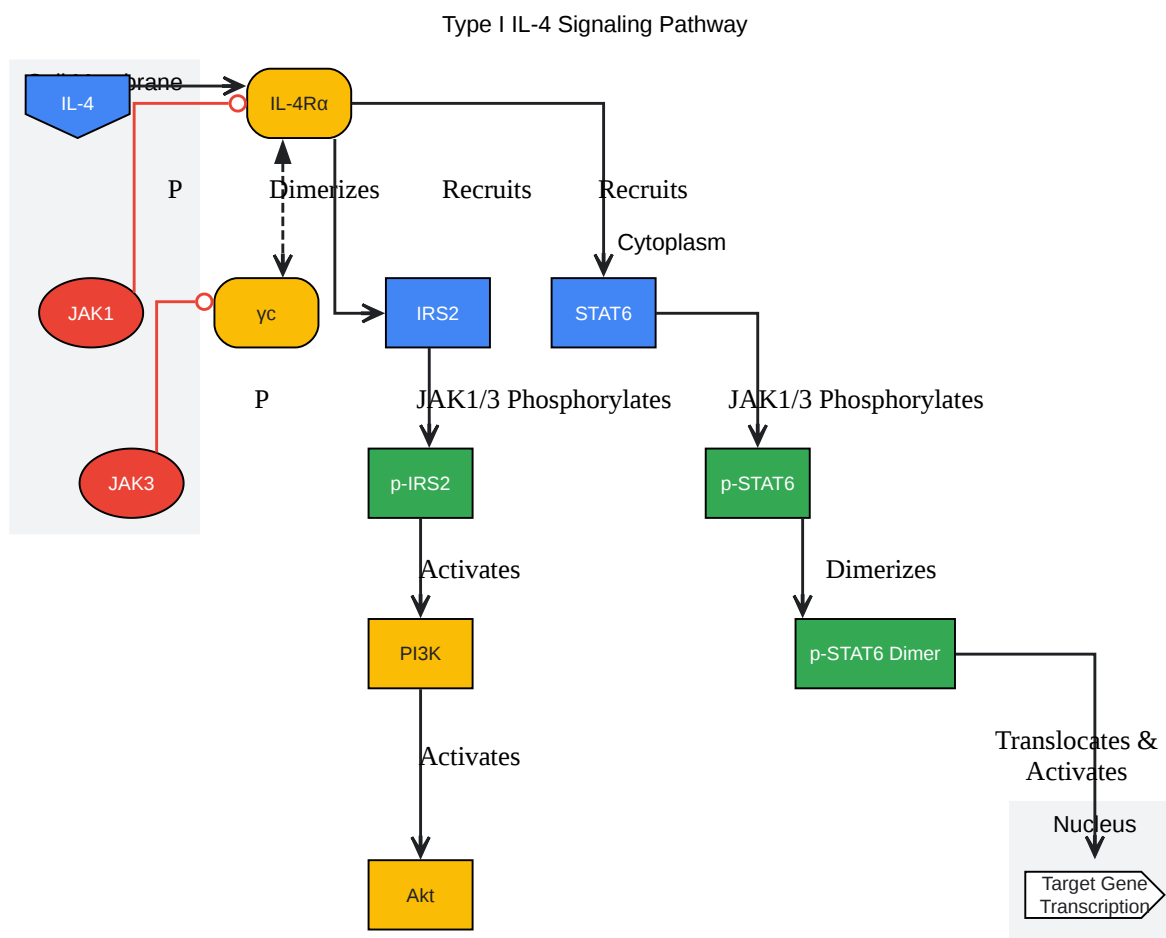 Type I IL-4 Signaling Pathway
IL-4
IL-4Rα
P
Dimerizes
Recruits
Recruits
Cytoplasm
JAK1
γc
IRS2
STAT6
P
JAK1/3 Phosphorylates
JAK1/3 Phosphorylates
JAK3
p-IRS2
p-STAT6
Activates
Dimerizes
PI3K
p-STAT6 Dimer
Activates
Translocates &
Activates
Nucleus
Akt
Target Gene
Transcription